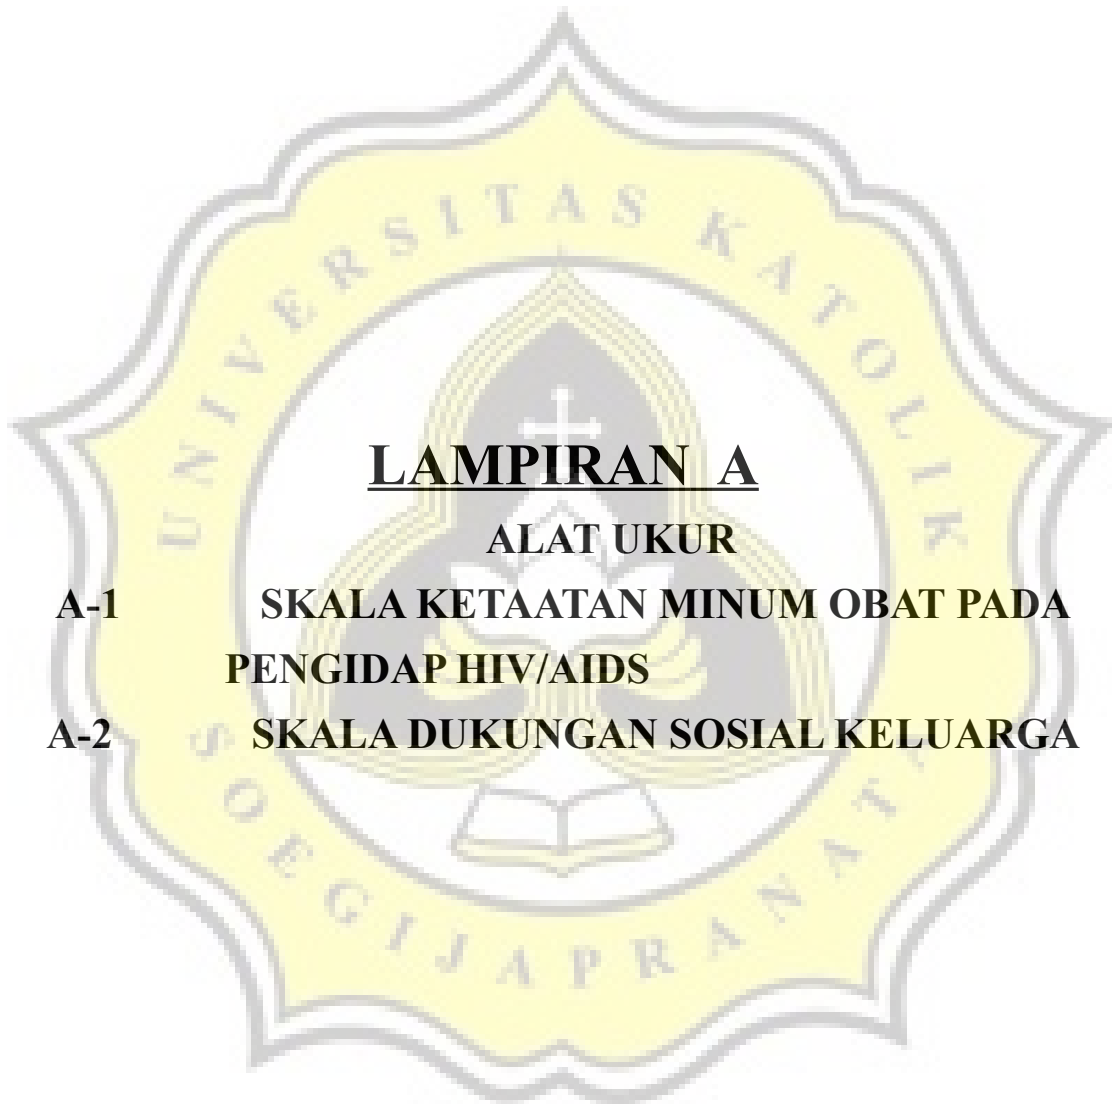 UNIVERSITAS KATOLIK
LAMPIRAN A
ALAT UKUR
A-1 SKALA KETAATAN MINUM OBAT PADA
PENGIDAP HIV/AIDS
A-2 SKALA DUKUNGAN SOSIAL KELUARGA
SOEGIJAPRANATA